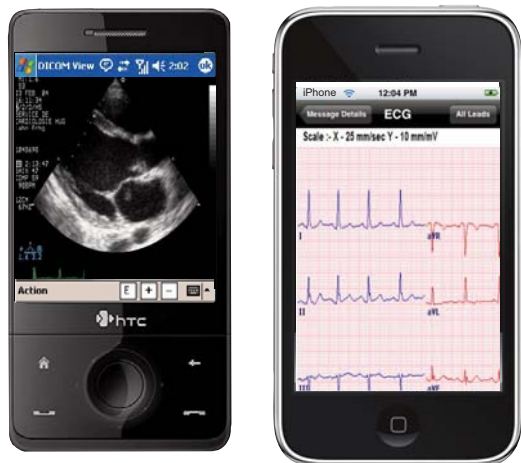 DICOM View 2:02 ok
SERVICE DE
CARDIOLOGIE HUG
Action E + -
hTC
iPhone 12:04 PM
Message Details ECG All Leads
Scale :- X - 25 mm/sec Y - 10 mm/mV
I aVR
II aVL
III aVF